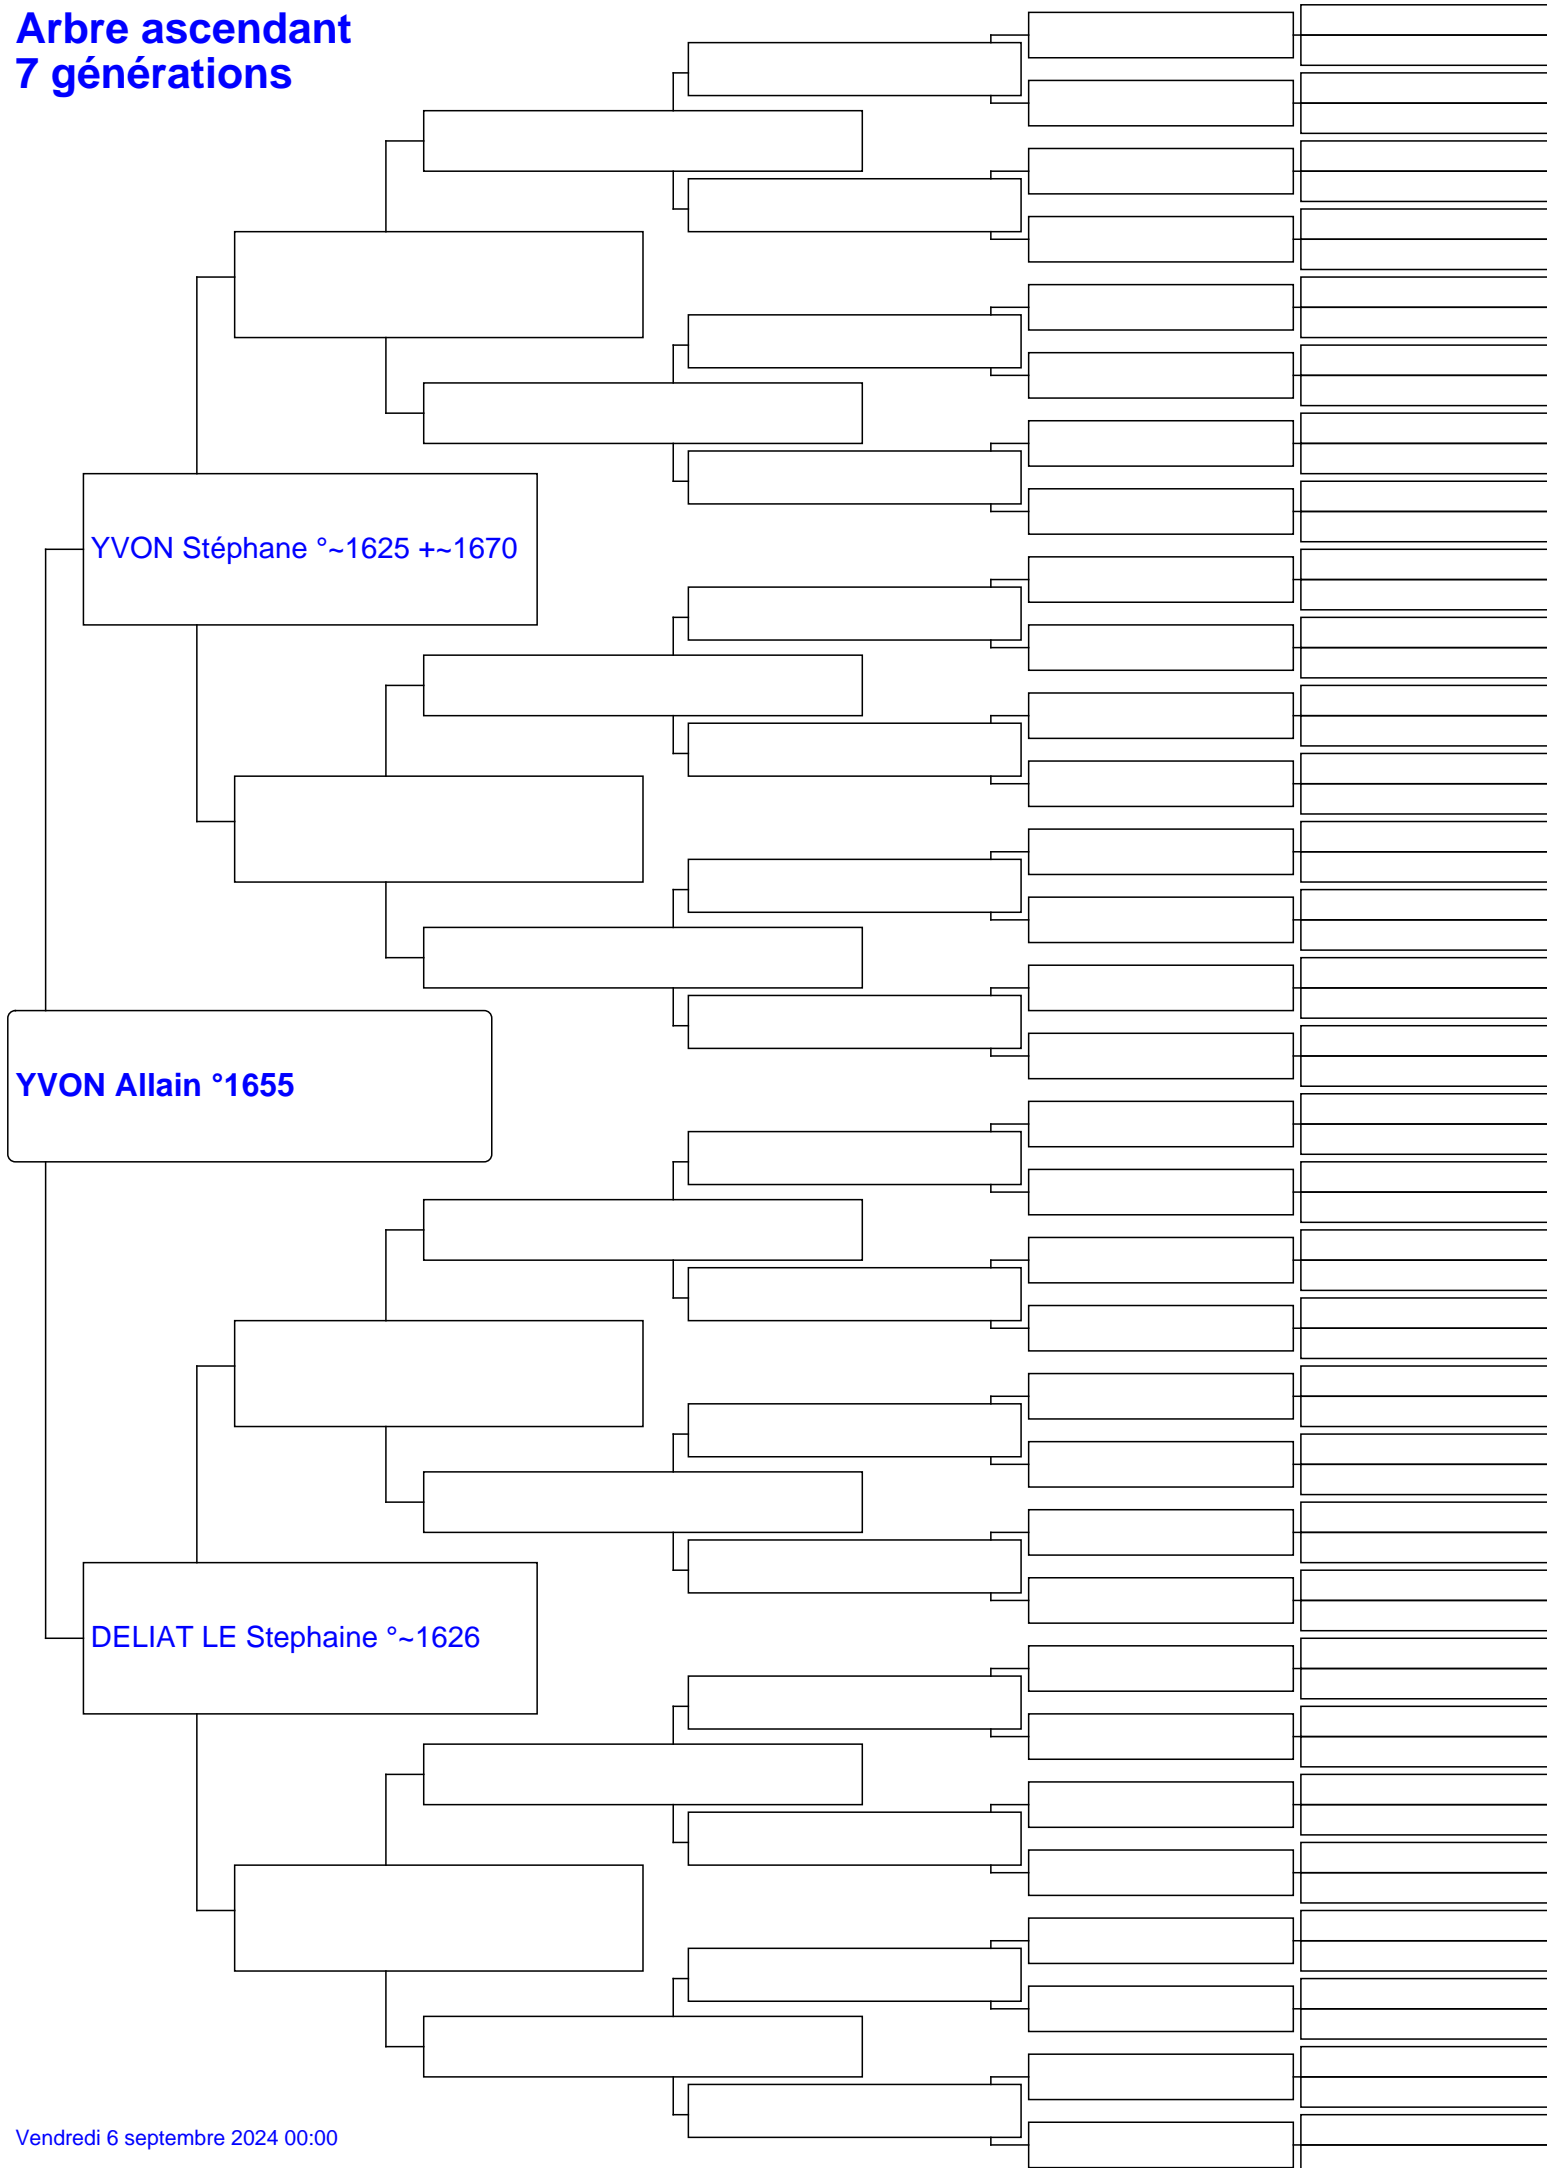 Arbre ascendant
7 générations
YVON Stéphane °~1625 +~1670
YVON Allain °1655
DELIAT LE Stephaine °~1626
Vendredi 6 septembre 2024 00:00